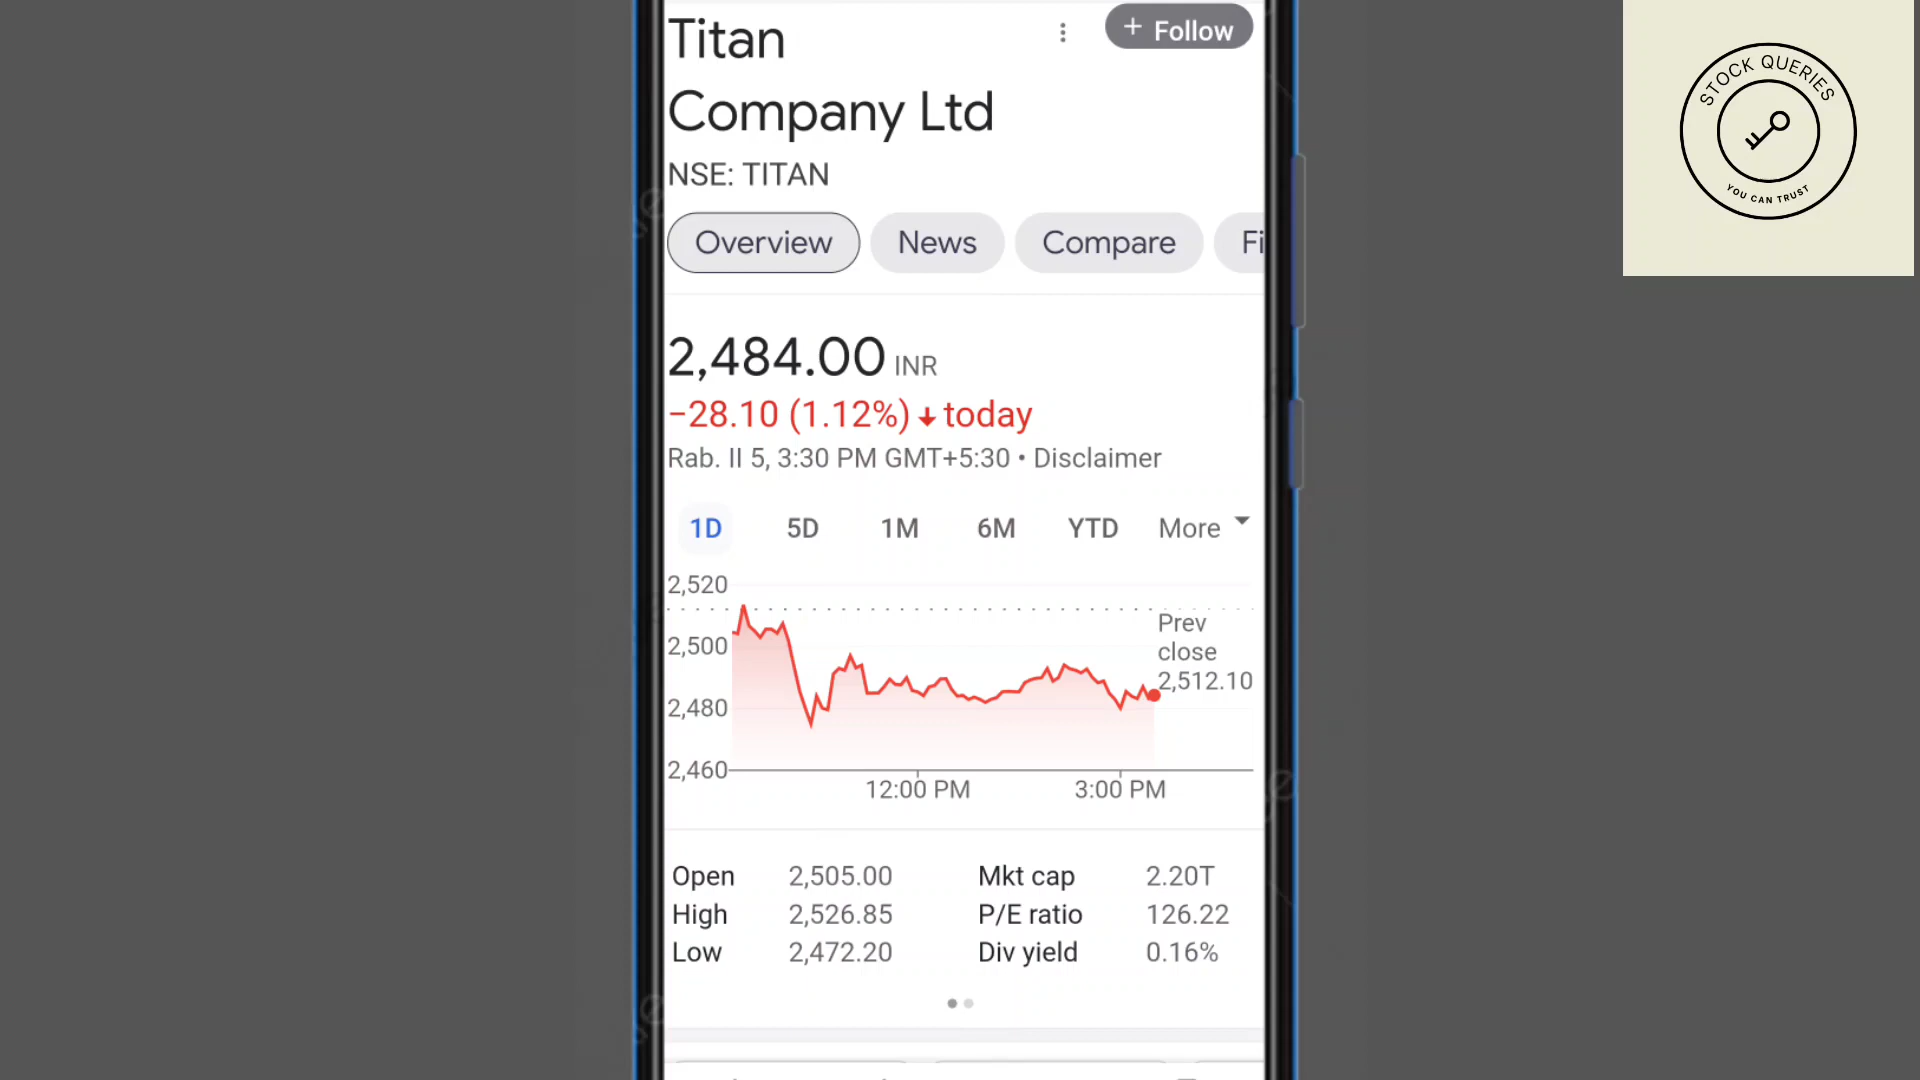 Titan
Company Ltd
+ Follow
NSE: TITAN
Overview
News
Compare
Fi
2,484.00 INR
−28.10 (1.12%) ↓ today
Rab. II 5, 3:30 PM GMT+5:30 • Disclaimer
1D
5D
1M
6M
YTD
More
2,520
2,500
2,480
2,460
Prev
close
2,512.10
12:00 PM
3:00 PM
Open 2,505.00
Mkt cap 2.20T
High 2,526.85
P/E ratio 126.22
Low 2,472.20
Div yield 0.16%
STOCK QUERIES
YOU CAN TRUST